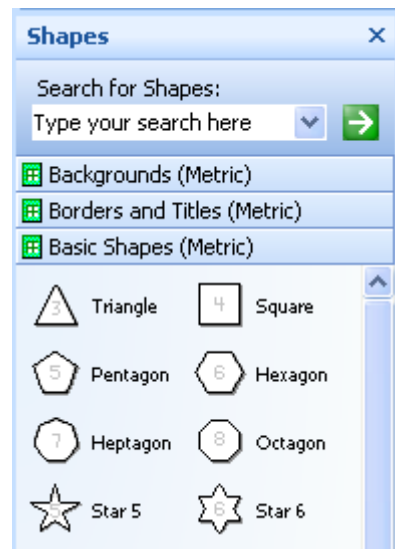 Shapes
Search for Shapes:
Type your search here
Backgrounds (Metric)
Borders and Titles (Metric)
Basic Shapes (Metric)
3 Triangle 4 Square
5 Pentagon 6 Hexagon
7 Heptagon 8 Octagon
5 Star 5 6 Star 6